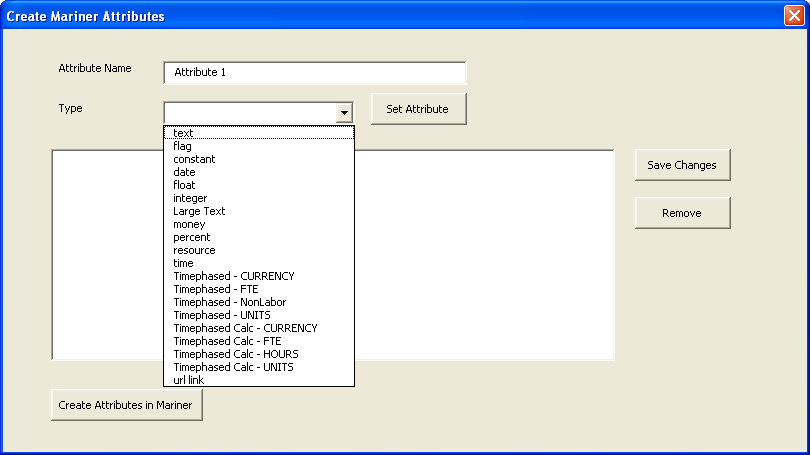 Create Mariner Attributes
Attribute Name
Attribute 1
Type
Set Attribute
text
flag
constant
date
float
integer
Large Text
money
percent
resource
time
Timephased - CURRENCY
Timephased - FTE
Timephased - NonLabor
Timephased - UNITS
Timephased Calc - CURRENCY
Timephased Calc - FTE
Timephased Calc - HOURS
Timephased Calc - UNITS
url link
Save Changes
Remove
Create Attributes in Mariner